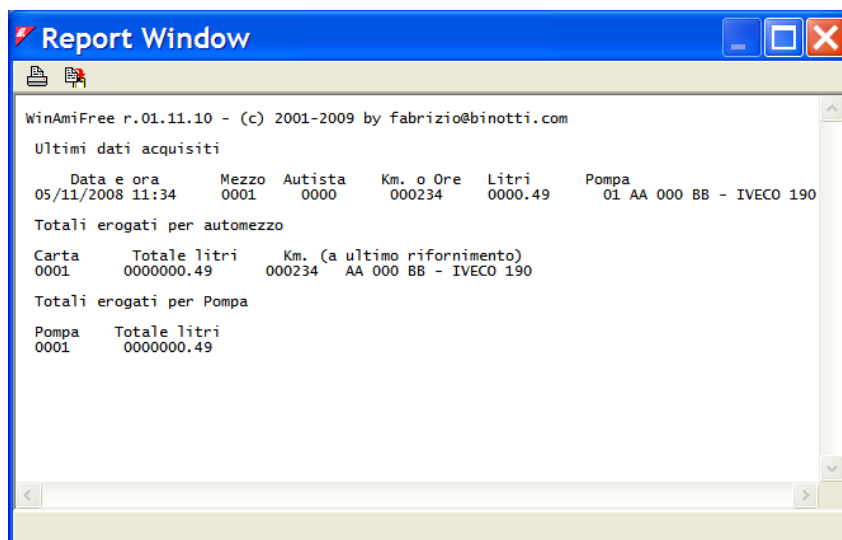 Report Window
WinAmiFree r.01.11.10 - (c) 2001-2009 by fabrizio@binotti.com
Ultimi dati acquisiti
Data e ora Mezzo Autista Km. o Ore Litri Pompa
05/11/2008 11:34 0001 0000 000234 0000.49 01 AA 000 BB - IVECO 190
Totali erogati per automezzo
Carta Totale litri Km. (a ultimo rifornimento)
0001 0000000.49 000234 AA 000 BB - IVECO 190
Totali erogati per Pompa
Pompa Totale litri
0001 0000000.49